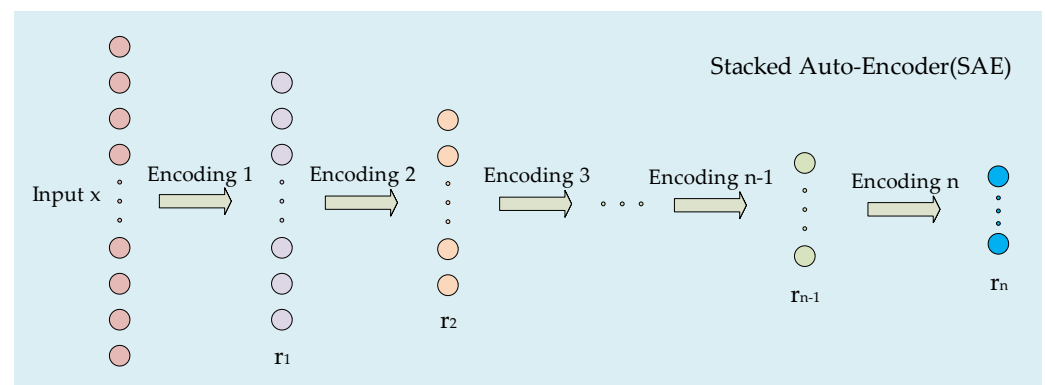 Stacked Auto-Encoder(SAE)
Input x
Encoding 1
Encoding 2
Encoding 3
Encoding n-1
Encoding n
r1
r2
rn-1
rn